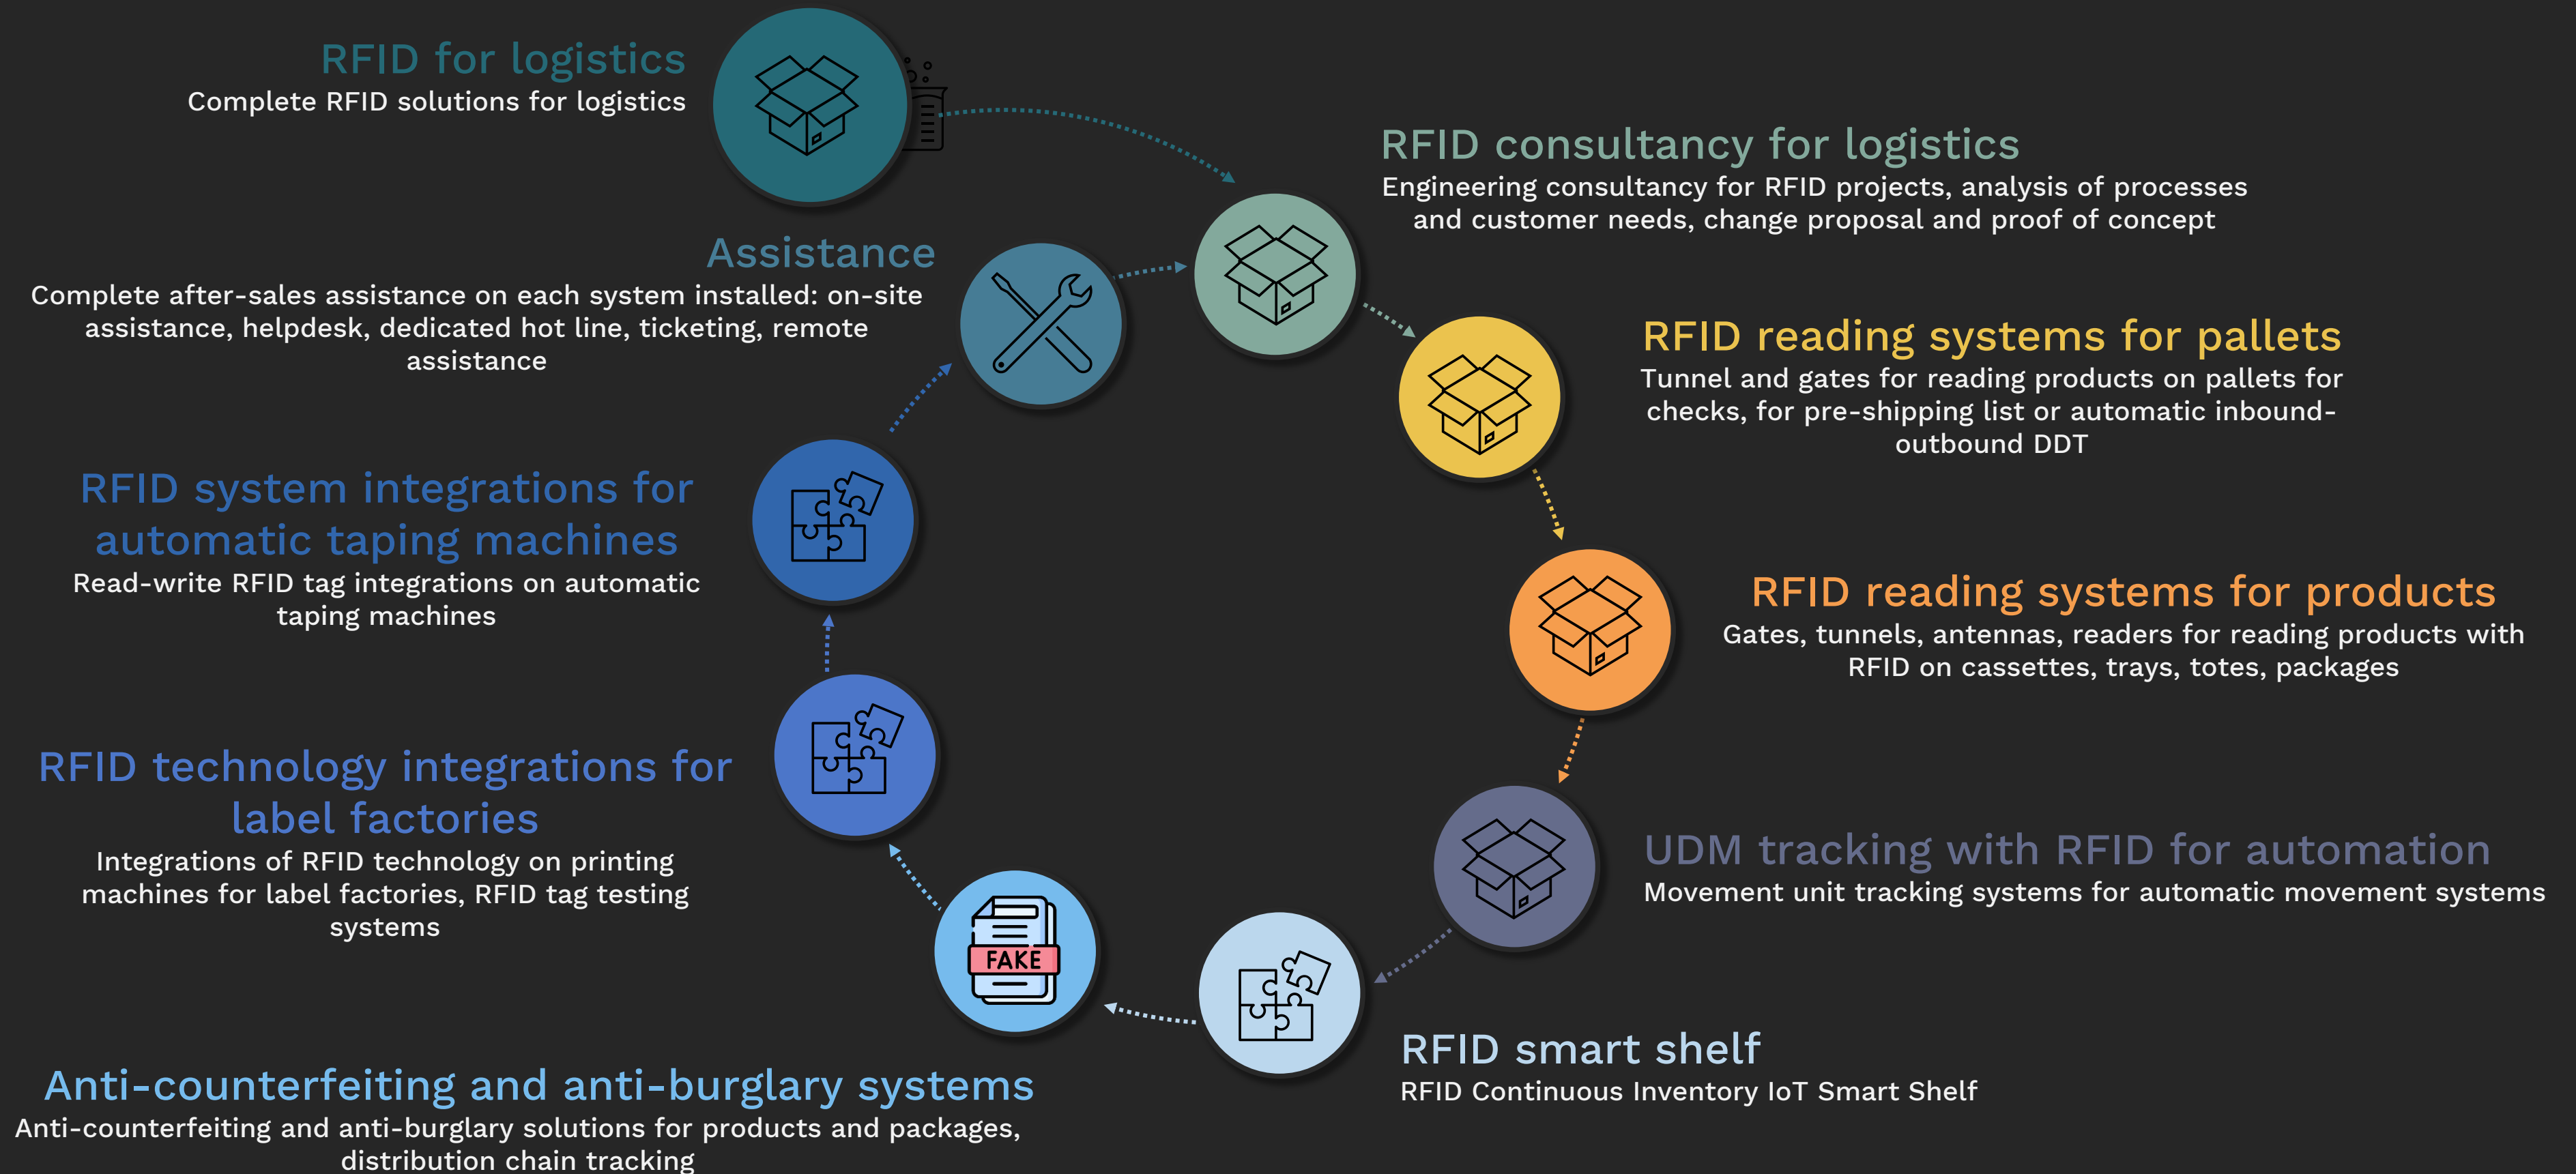 RFID for logistics
Complete RFID solutions for logistics
RFID consultancy for logistics
Engineering consultancy for RFID projects, analysis of processes
and customer needs, change proposal and proof of concept
Assistance
Complete after-sales assistance on each system installed: on-site
assistance, helpdesk, dedicated hot line, ticketing, remote
assistance
RFID reading systems for pallets
Tunnel and gates for reading products on pallets for
checks, for pre-shipping list or automatic inbound-
outbound DDT
RFID system integrations for
automatic taping machines
Read-write RFID tag integrations on automatic
taping machines
RFID reading systems for products
Gates, tunnels, antennas, readers for reading products with
RFID on cassettes, trays, totes, packages
RFID technology integrations for
label factories
Integrations of RFID technology on printing
machines for label factories, RFID tag testing
systems
UDM tracking with RFID for automation
Movement unit tracking systems for automatic movement systems
FAKE
RFID smart shelf
RFID Continuous Inventory IoT Smart Shelf
Anti-counterfeiting and anti-burglary systems
Anti-counterfeiting and anti-burglary solutions for products and packages,
distribution chain tracking